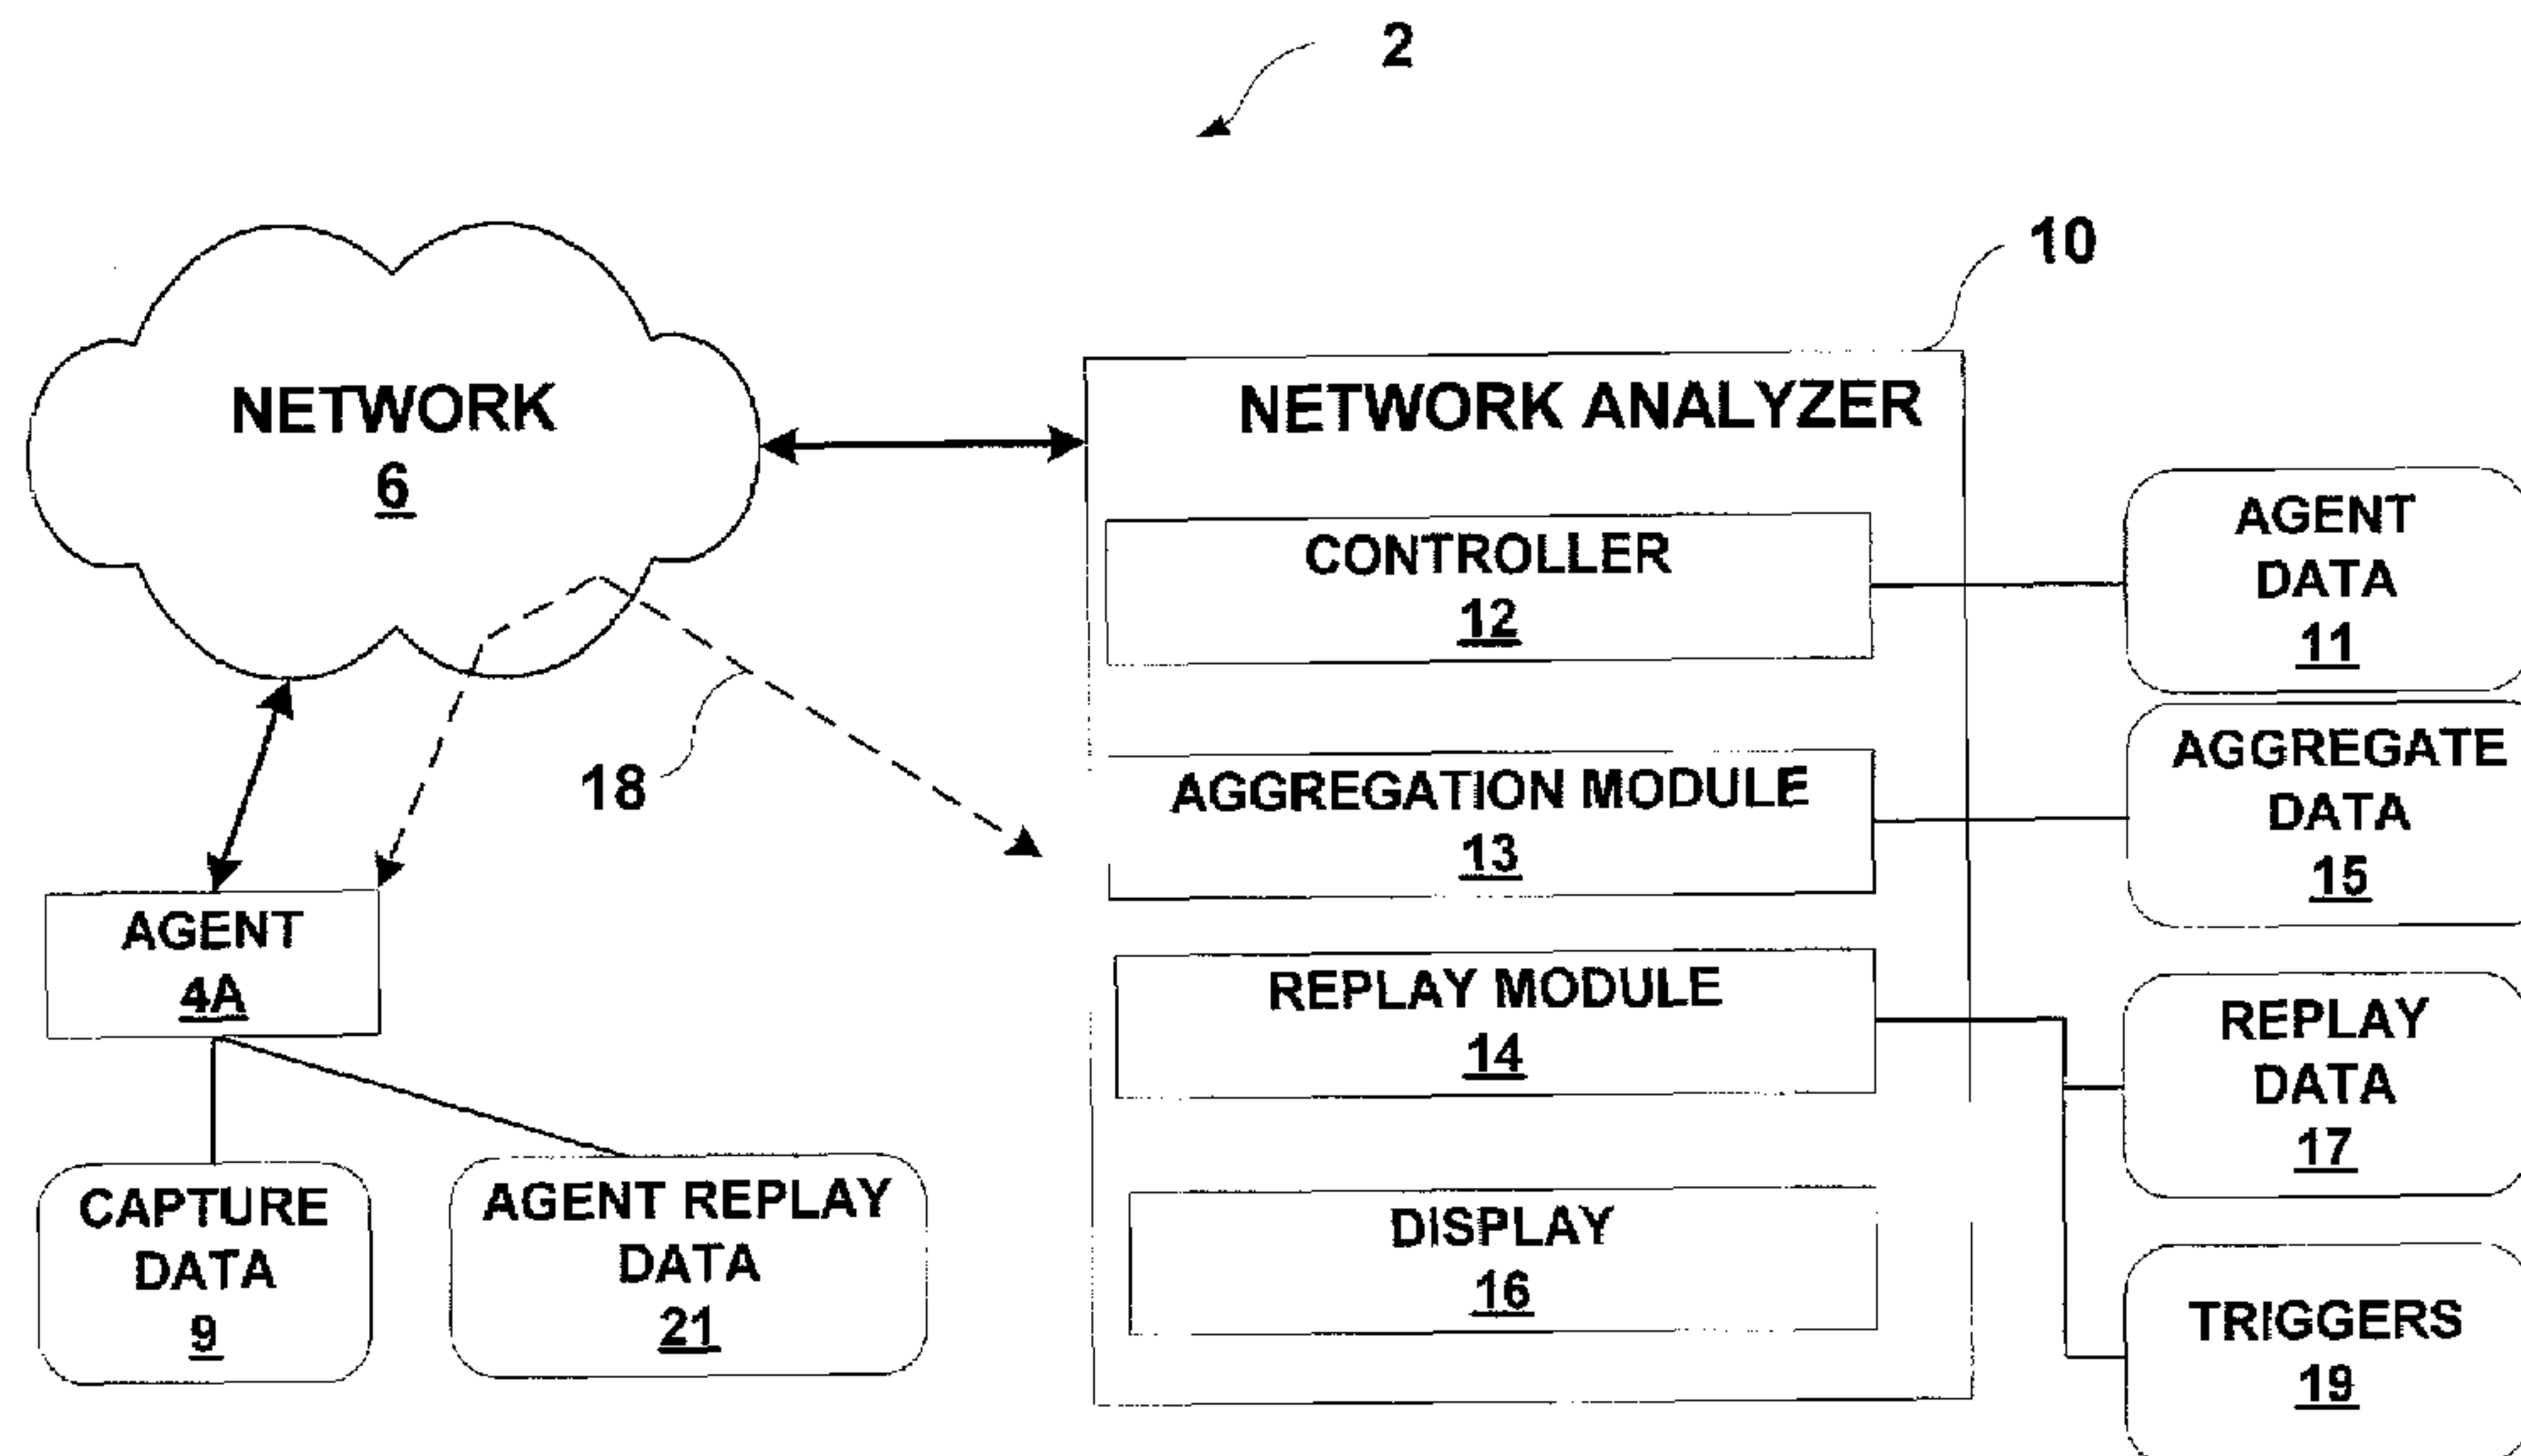 2
10
NETWORK
6
NETWORK ANALYZER
CONTROLLER
12
AGENT
DATA
11
AGGREGATION MODULE
13
AGGREGATE
DATA
15
18
AGENT
4A
REPLAY MODULE
14
REPLAY
DATA
17
CAPTURE
DATA
9
AGENT REPLAY
DATA
21
DISPLAY
16
TRIGGERS
19